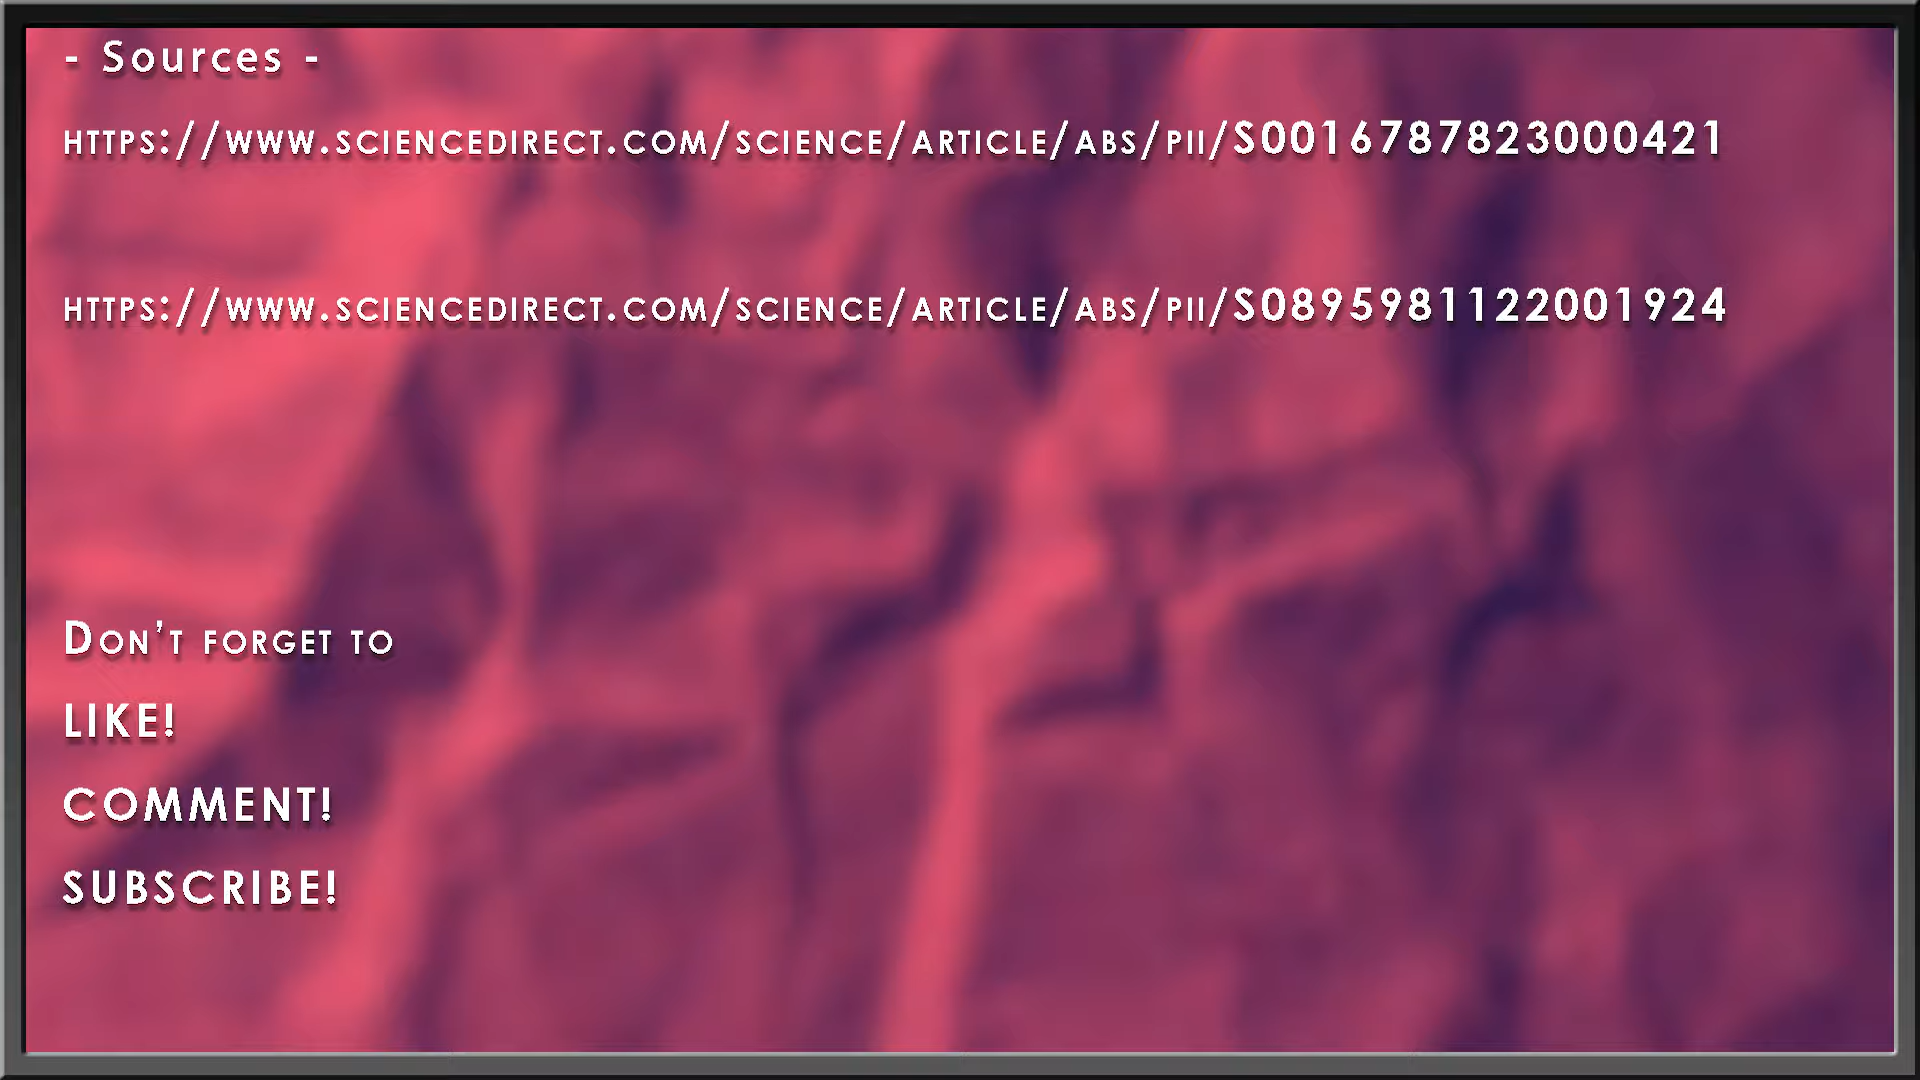 - Sources -
https://www.sciencedirect.com/science/article/abs/pii/S0016787823000421
https://www.sciencedirect.com/science/article/abs/pii/S0895981122001924
Don't forget to
LIKE!
COMMENT!
SUBSCRIBE!